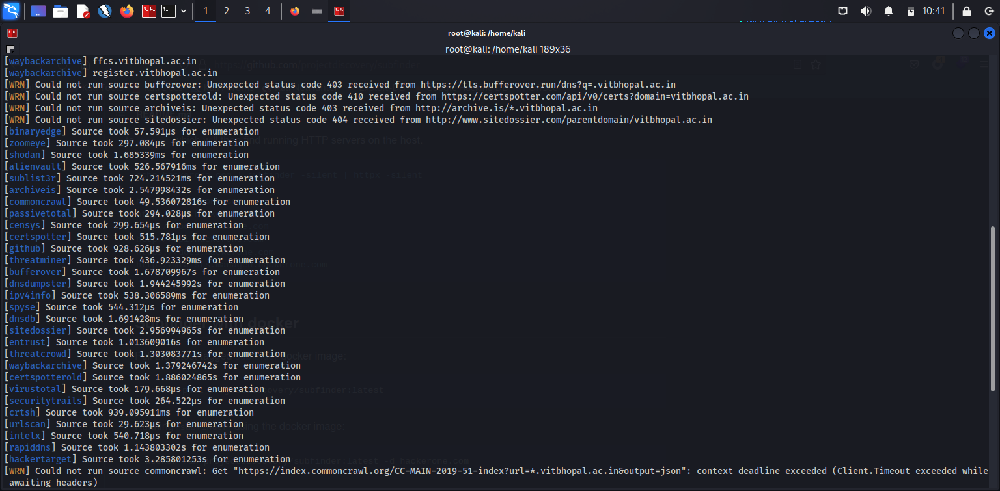 1 2 3 4 10:41
root@kali: /home/kali
root@kali: /home/kali 189x36
[waybackarchive] ffcs.vitbhopal.ac.in
[waybackarchive] register.vitbhopal.ac.in
[WRN] Could not run source bufferover: Unexpected status code 403 received from https://tls.bufferover.run/dns?q=.vitbhopal.ac.in
[WRN] Could not run source certspotterold: Unexpected status code 410 received from https://certspotter.com/api/v0/certs?domain=vitbhopal.ac.in
[WRN] Could not run source archiveis: Unexpected status code 403 received from http://archive.is/*.vitbhopal.ac.in
[WRN] Could not run source sitedossier: Unexpected status code 404 received from http://www.sitedossier.com/parentdomain/vitbhopal.ac.in
[binaryedge] Source took 57.591µs for enumeration
[zoomeye] Source took 297.084µs for enumeration
[shodan] Source took 1.685339ms for enumeration
[alienvault] Source took 526.567916ms for enumeration
[sublist3r] Source took 724.214521ms for enumeration
[archiveis] Source took 2.547998432s for enumeration
[commoncrawl] Source took 49.536072816s for enumeration
[passivetotal] Source took 294.028µs for enumeration
[censys] Source took 299.654µs for enumeration
[certspotter] Source took 515.781µs for enumeration
[github] Source took 928.626µs for enumeration
[threatminer] Source took 436.923329ms for enumeration
[bufferover] Source took 1.678709967s for enumeration
[dnsdumpster] Source took 1.944245992s for enumeration
[ipv4info] Source took 538.306589ms for enumeration
[spyse] Source took 544.312µs for enumeration
[dnsdb] Source took 1.691428ms for enumeration
[sitedossier] Source took 2.956994965s for enumeration
[entrust] Source took 1.013609016s for enumeration
[threatcrowd] Source took 1.303083771s for enumeration
[waybackarchive] Source took 1.379246742s for enumeration
[certspotterold] Source took 1.886024865s for enumeration
[virustotal] Source took 179.668µs for enumeration
[securitytrails] Source took 264.522µs for enumeration
[crtsh] Source took 939.095911ms for enumeration
[urlscan] Source took 29.623µs for enumeration
[intelx] Source took 540.718µs for enumeration
[rapiddns] Source took 1.143803302s for enumeration
[hackertarget] Source took 3.285801253s for enumeration
[WRN] Could not run source commoncrawl: Get "https://index.commoncrawl.org/CC-MAIN-2019-51-index?url=*.vitbhopal.ac.in&output=json": context deadline exceeded (Client.Timeout exceeded while
awaiting headers)